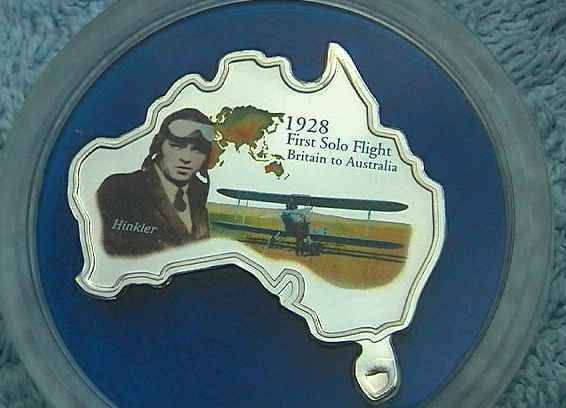 1928
First Solo Flight
Britain to Australia
Hinkler